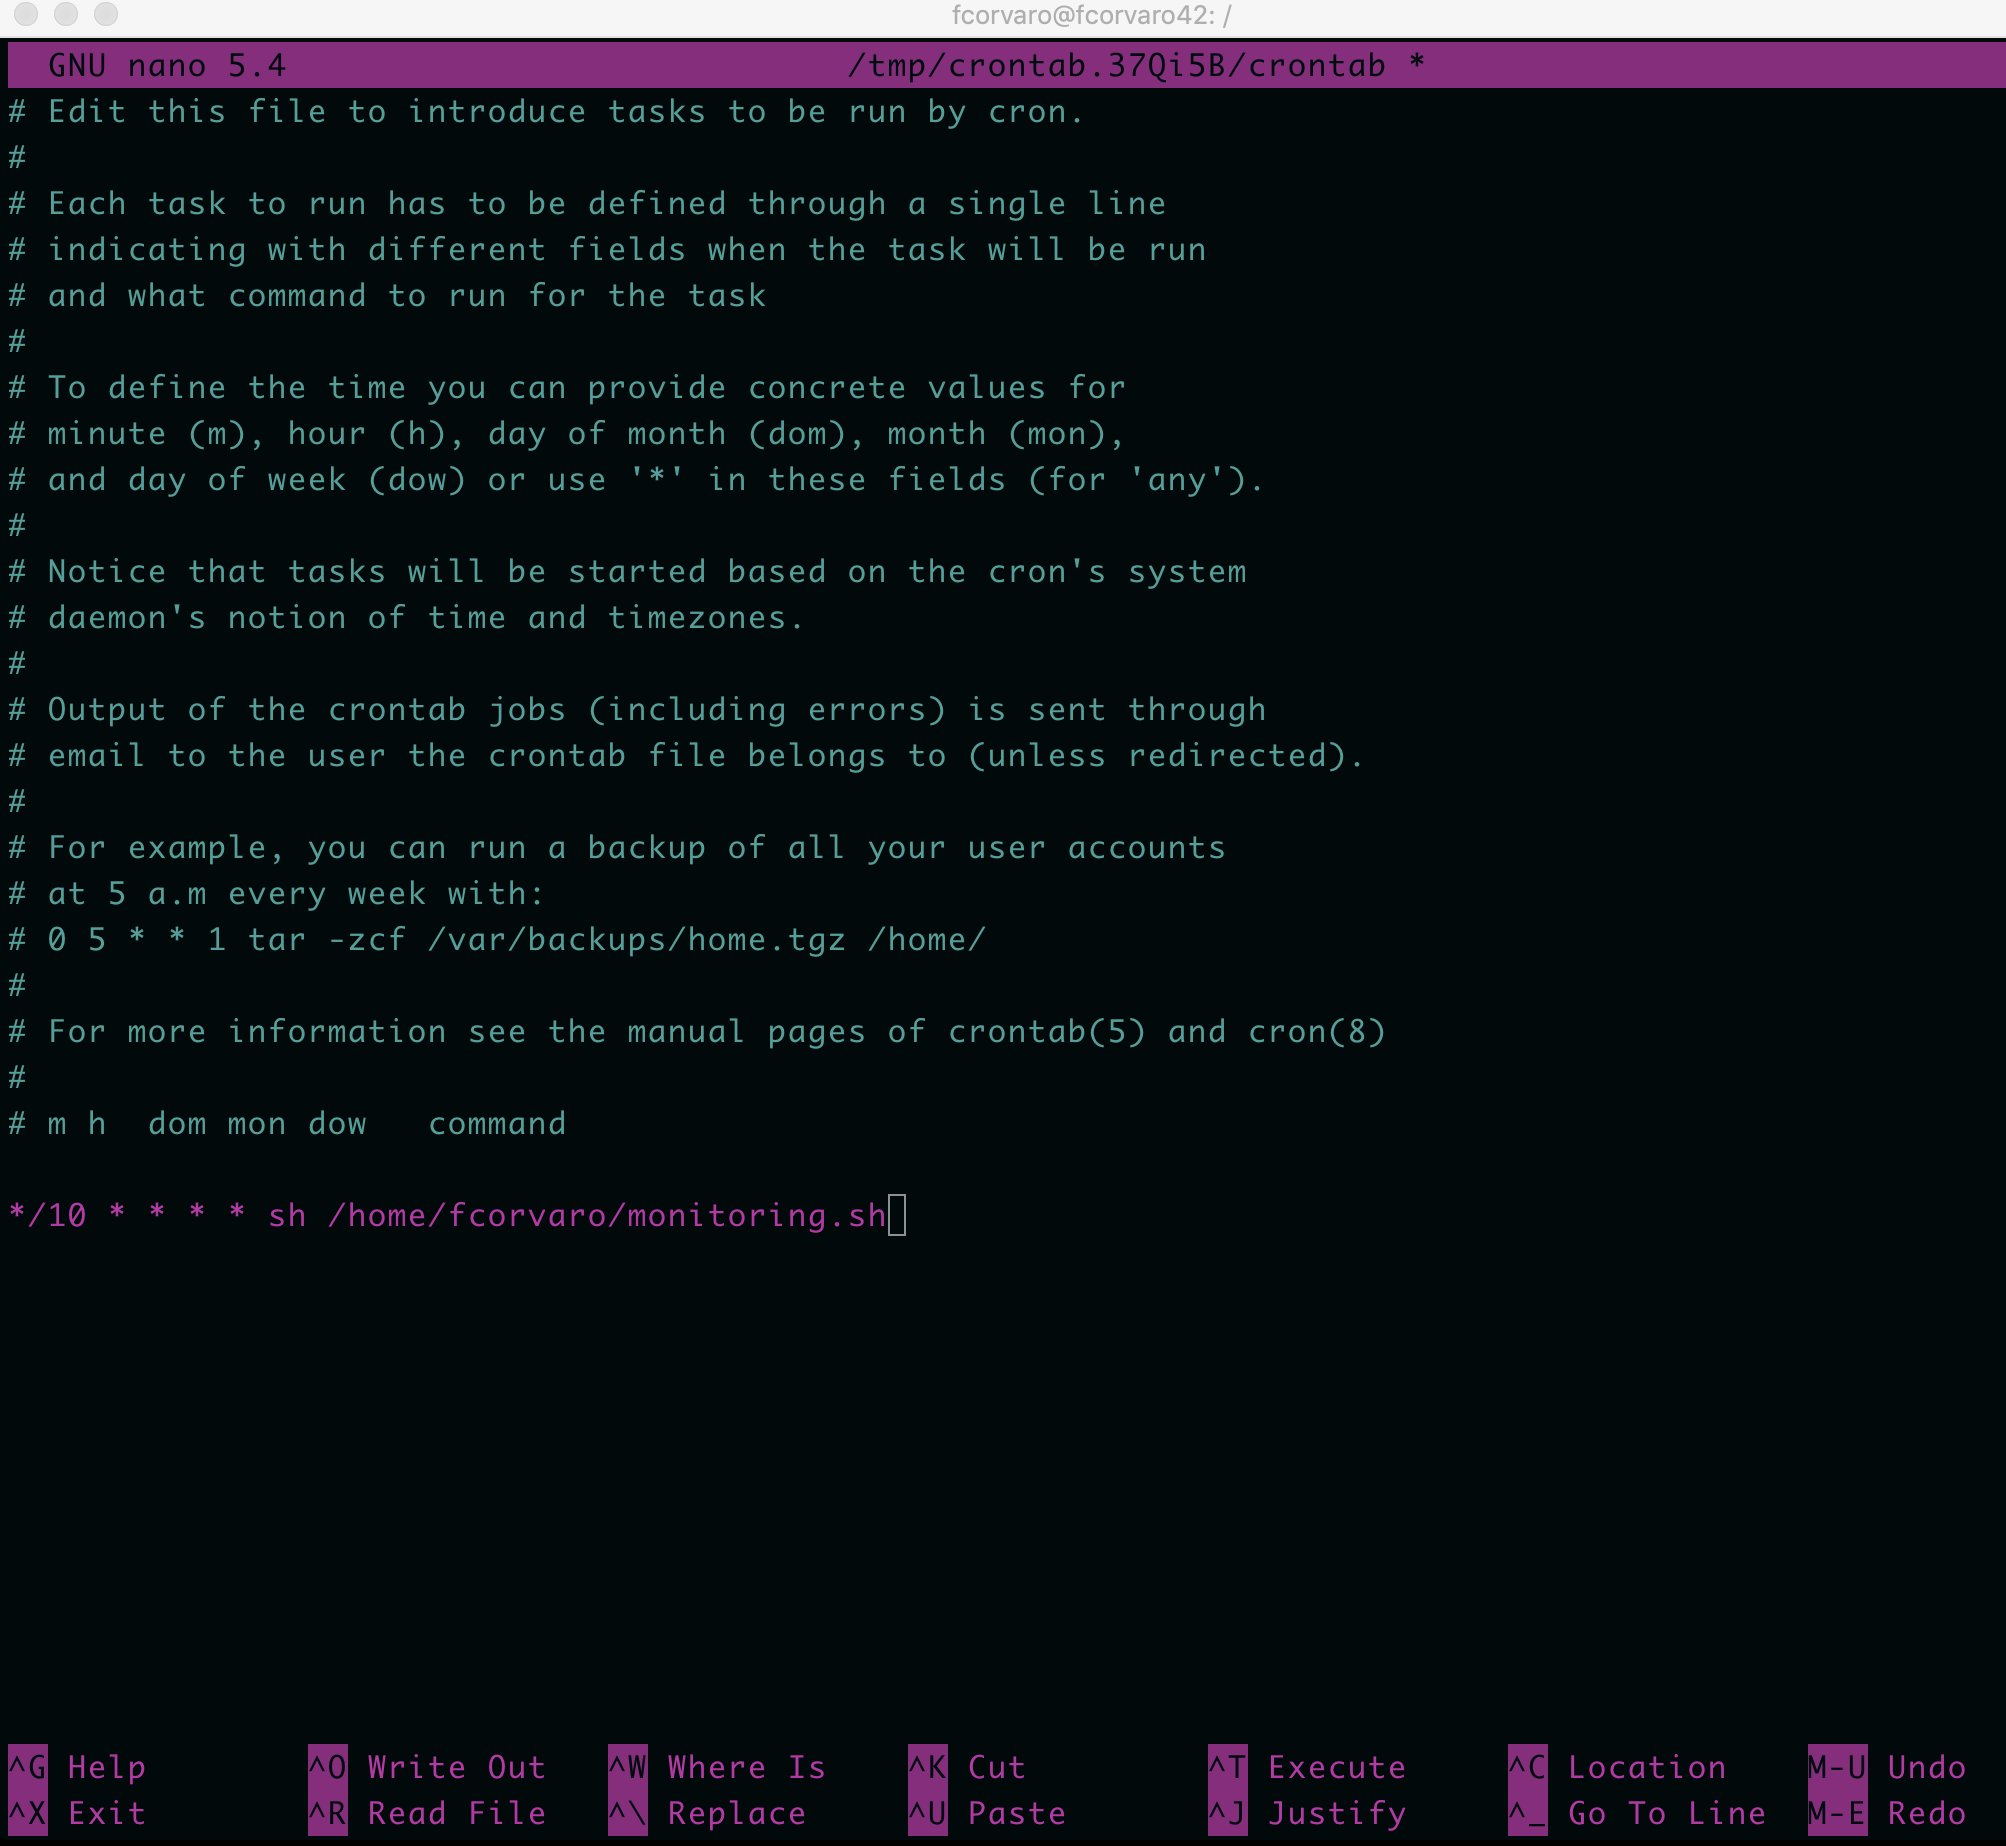 fcorvaro@fcorvaro42: /
GNU nano 5.4 /tmp/crontab.37Qi5B/crontab *
# Edit this file to introduce tasks to be run by cron.
#
# Each task to run has to be defined through a single line
# indicating with different fields when the task will be run
# and what command to run for the task
#
# To define the time you can provide concrete values for
# minute (m), hour (h), day of month (dom), month (mon),
# and day of week (dow) or use '*' in these fields (for 'any').
#
# Notice that tasks will be started based on the cron's system
# daemon's notion of time and timezones.
#
# Output of the crontab jobs (including errors) is sent through
# email to the user the crontab file belongs to (unless redirected).
#
# For example, you can run a backup of all your user accounts
# at 5 a.m every week with:
# 0 5 * * 1 tar -zcf /var/backups/home.tgz /home/
#
# For more information see the manual pages of crontab(5) and cron(8)
#
# m h  dom mon dow   command
*/10 * * * * sh /home/fcorvaro/monitoring.sh
^G Help ^O Write Out ^W Where Is ^K Cut ^T Execute ^C Location M-U Undo
^X Exit ^R Read File ^\ Replace ^U Paste ^J Justify ^_ Go To Line M-E Redo